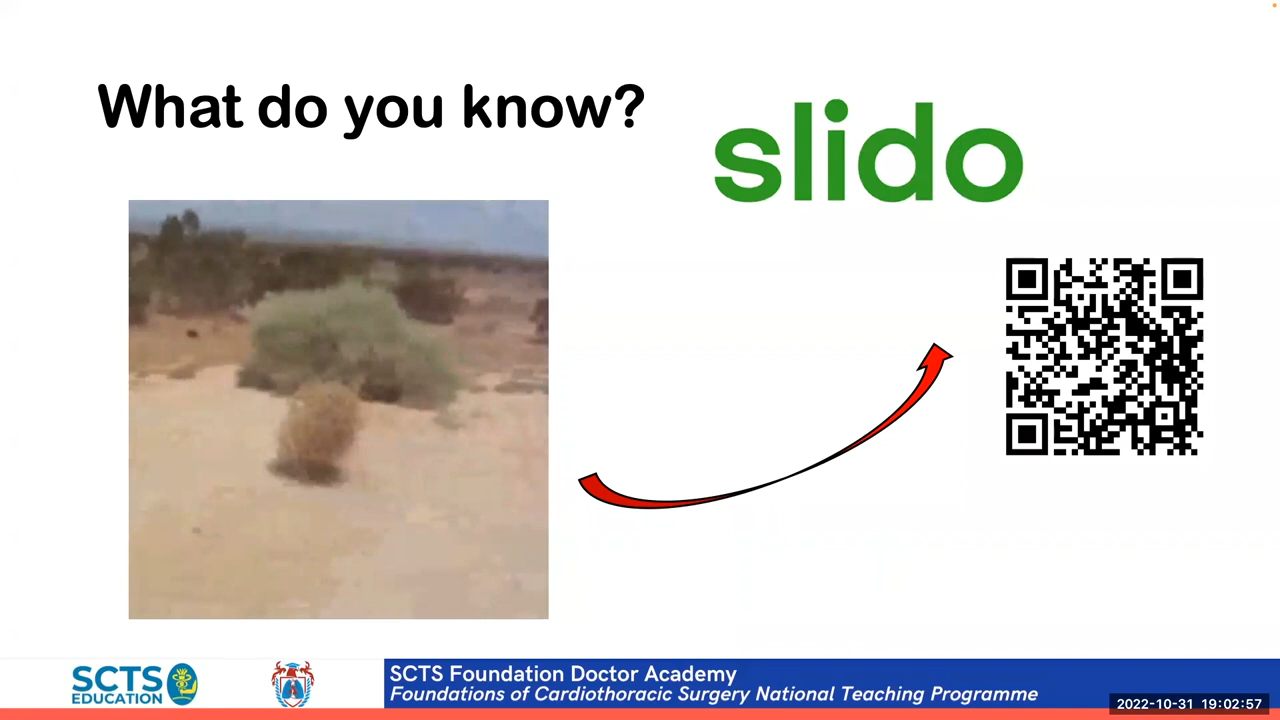 What do you know?
slido
SCTS
EDUCATION
SCTS Foundation Doctor Academy
Foundations of Cardiothoracic Surgery National Teaching Programme
2022-10-31 19:02:57